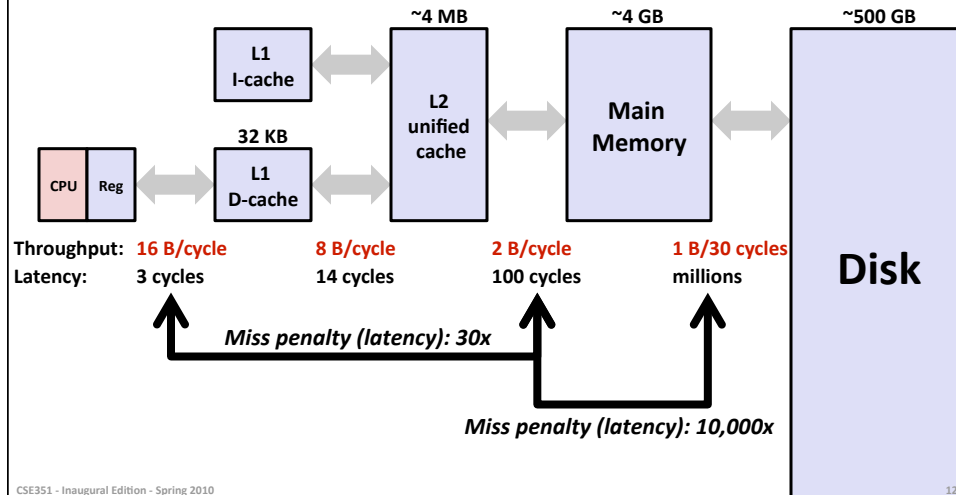 ~4 MB
~4 GB
~500 GB
L1
I-cache
L2
unified
cache
Main
Memory
32 KB
L1
D-cache
CPU
Reg
Throughput: 16 B/cycle 8 B/cycle 2 B/cycle 1 B/30 cycles
Latency: 3 cycles 14 cycles 100 cycles millions
Disk
Miss penalty (latency): 30x
Miss penalty (latency): 10,000x
CSE351 - Inaugural Edition - Spring 2010
12